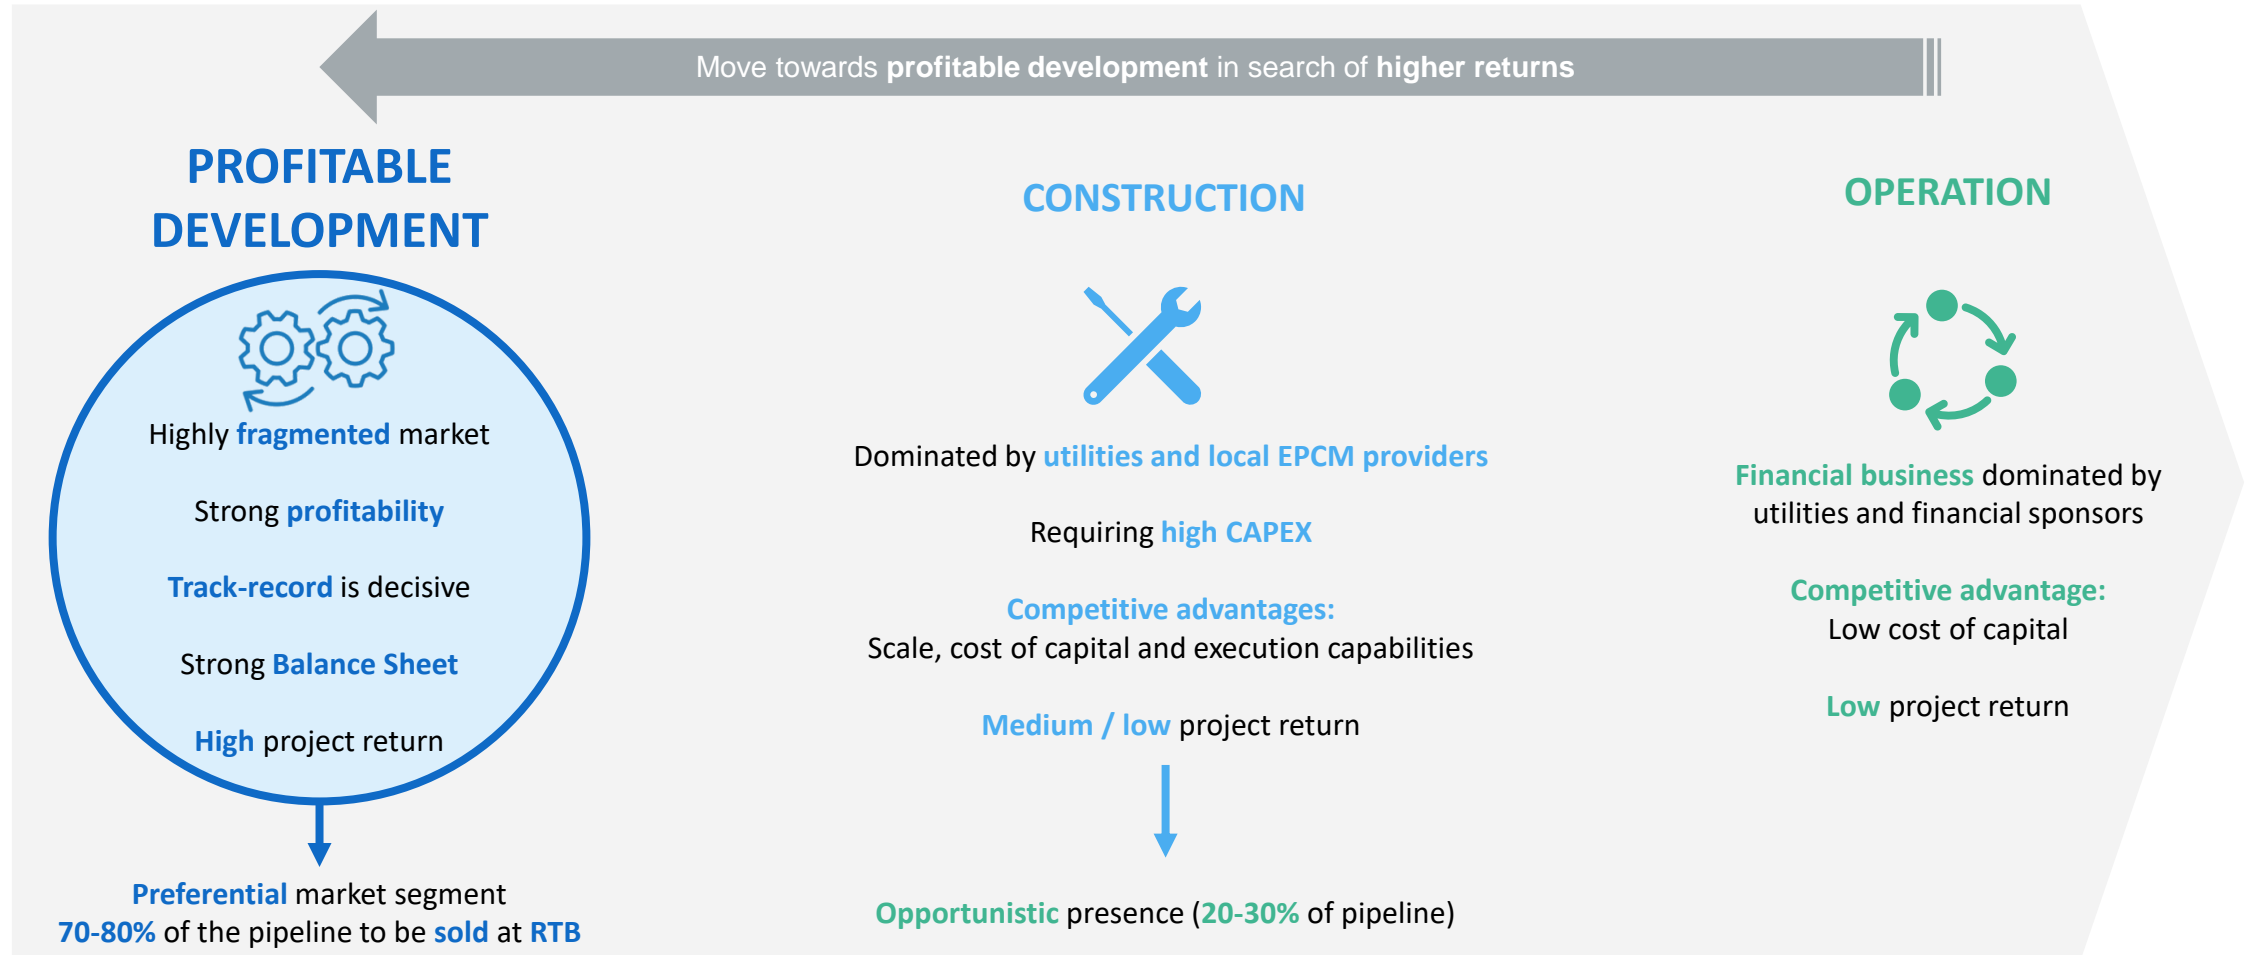 Move towards profitable development in search of higher returns
PROFITABLE
DEVELOPMENT
Highly fragmented market
Strong profitability
Track-record is decisive
Strong Balance Sheet
High project return
Preferential market segment
70-80% of the pipeline to be sold at RTB
CONSTRUCTION
Dominated by utilities and local EPCM providers
Requiring high CAPEX
Competitive advantages:
Scale, cost of capital and execution capabilities
Medium / low project return
Opportunistic presence (20-30% of pipeline)
OPERATION
Financial business dominated by
utilities and financial sponsors
Competitive advantage:
Low cost of capital
Low project return